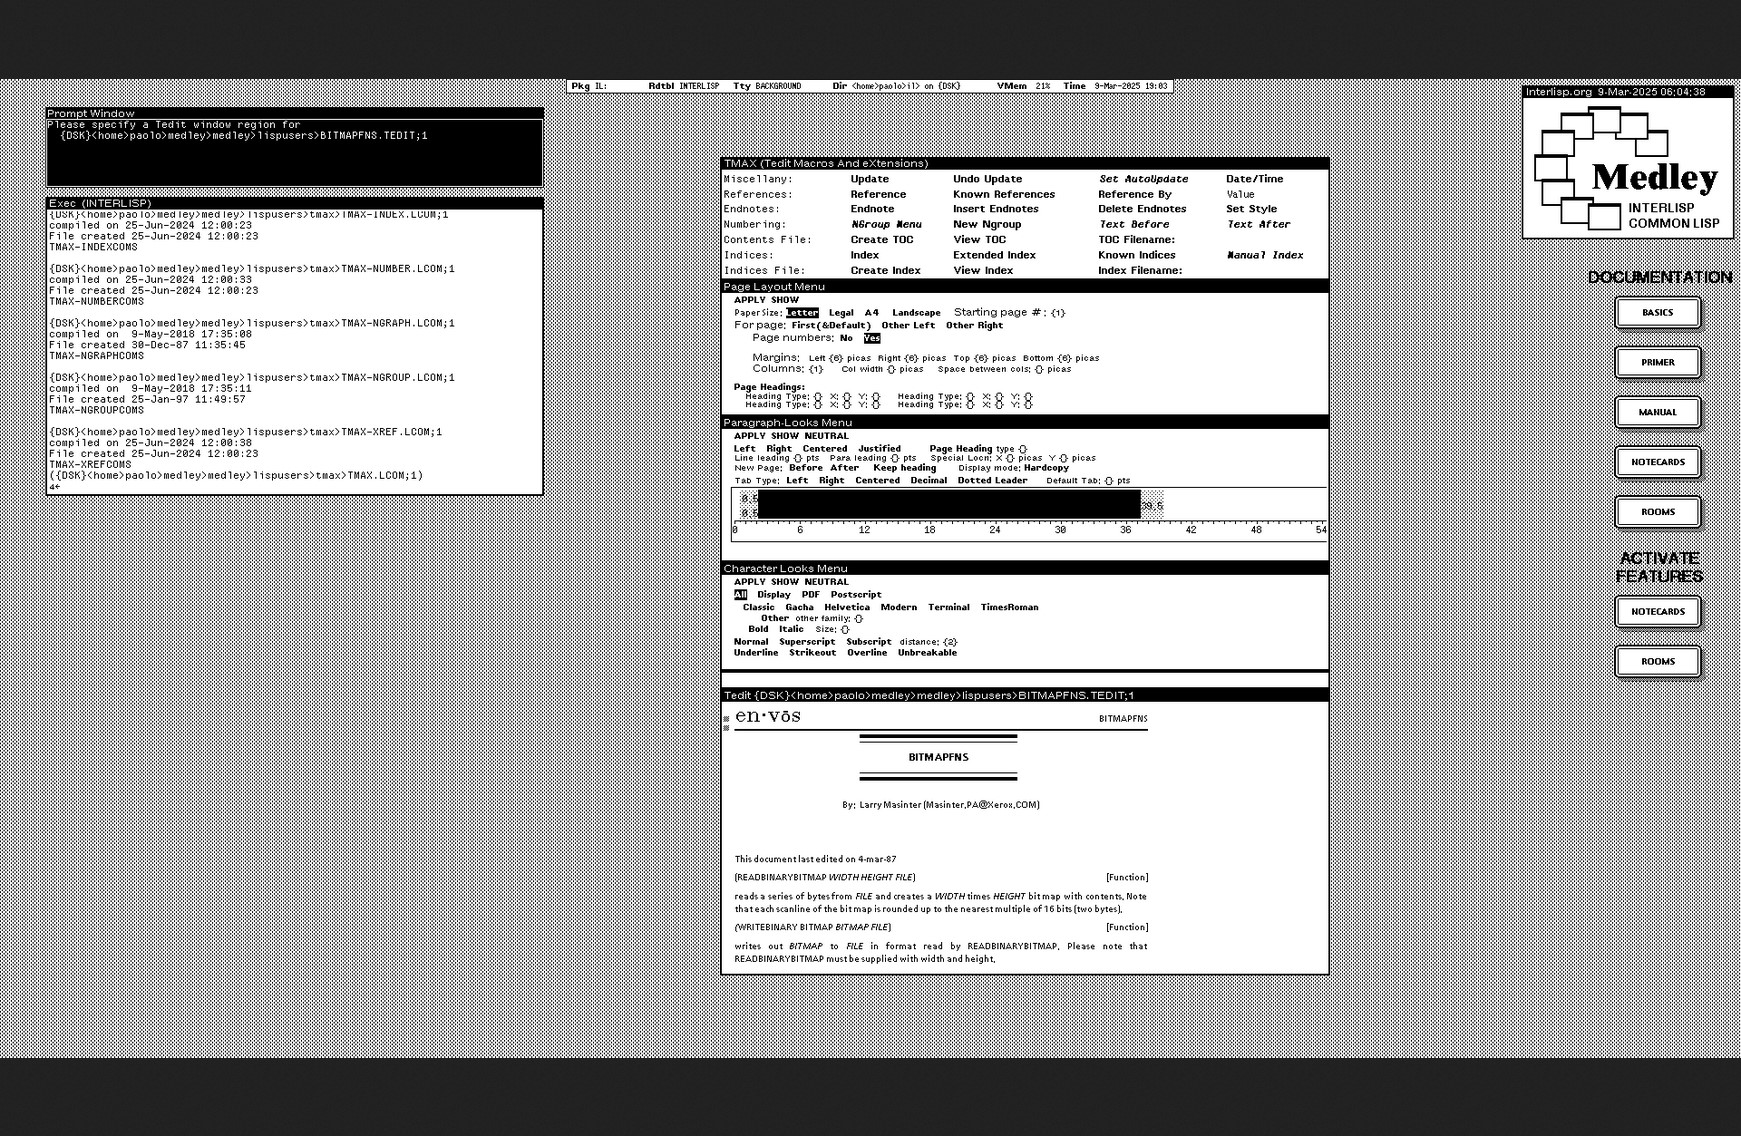 Pkg IL: Rdtbl INTERLISP Tty BACKGROUND Dir <home>paolo>il> on {DSK} VMem 21% Time 9-Mar-2025 19:03
Prompt Window
Please specify a Tedit window region for
{DSK}<home>paolo>medley>medley>lispusers>BITMAPFNS.TEDIT;1
Exec (INTERLISP)
{DSK}<home>paolo>medley>medley>lispusers>tmax>TMAX-INDEX.LCOM;1
compiled on 25-Jun-2024 12:00:23
File created 25-Jun-2024 12:00:23
TMAX-INDEXCOMS
{DSK}<home>paolo>medley>medley>lispusers>tmax>TMAX-NUMBER.LCOM;1
compiled on 25-Jun-2024 12:00:33
File created 25-Jun-2024 12:00:23
TMAX-NUMBERCOMS
{DSK}<home>paolo>medley>medley>lispusers>tmax>TMAX-NGRAPH.LCOM;1
compiled on 9-May-2018 17:35:08
File created 30-Dec-87 11:35:45
TMAX-NGRAPHCOMS
{DSK}<home>paolo>medley>medley>lispusers>tmax>TMAX-NGROUP.LCOM;1
compiled on 9-May-2018 17:35:11
File created 25-Jan-97 11:49:57
TMAX-NGROUPCOMS
{DSK}<home>paolo>medley>medley>lispusers>tmax>TMAX-XREF.LCOM;1
compiled on 25-Jun-2024 12:00:38
File created 25-Jun-2024 12:00:23
TMAX-XREFCOMS
({DSK}<home>paolo>medley>medley>lispusers>tmax>TMAX.LCOM;1)
4←
TMAX (Tedit Macros And eXtensions)
Miscellany: Update Undo Update Set AutoUpdate Date/Time
References: Reference Known References Reference By Value
Endnotes: Endnote Insert Endnotes Delete Endnotes Set Style
Numbering: NGroup Menu New Ngroup Text Before Text After
Contents File: Create TOC View TOC TOC Filename:
Indices: Index Extended Index Known Indices Manual Index
Indices File: Create Index View Index Index Filename:
Page Layout Menu
APPLY SHOW
Paper Size: Letter Legal A4 Landscape Starting page #: {1}
For page: First(&Default) Other Left Other Right
Page numbers: No Yes
Margins: Left {6} picas Right {6} picas Top {6} picas Bottom {6} picas
Columns: {1} Col width {} picas Space between cols: {} picas
Page Headings:
Heading Type: {} X: {} Y: {} Heading Type: {} X: {} Y: {}
Heading Type: {} X: {} Y: {} Heading Type: {} X: {} Y: {}
Paragraph-Looks Menu
APPLY SHOW NEUTRAL
Left Right Centered Justified Page Heading type {}
Line leading {} pts Para leading {} pts Special Locn: X {} picas Y {} picas
New Page: Before After Keep heading Display mode: Hardcopy
Tab Type: Left Right Centered Decimal Dotted Leader Default Tab: {} pts
0.5
0.5 39.5
0 6 12 18 24 30 36 42 48 54
Character Looks Menu
APPLY SHOW NEUTRAL
All Display PDF Postscript
Classic Gacha Helvetica Modern Terminal TimesRoman
Other other family: {}
Bold Italic Size: {}
Normal Superscript Subscript distance: {2}
Underline Strikeout Overline Unbreakable
Tedit {DSK}<home>paolo>medley>medley>lispusers>BITMAPFNS.TEDIT;1
en·vōs BITMAPFNS
BITMAPFNS
By: Larry Masinter (Masinter.PA@Xerox.COM)
This document last edited on 4-mar-87
(READBINARYBITMAP WIDTH HEIGHT FILE) [Function]
reads a series of bytes from FILE and creates a WIDTH times HEIGHT bit map with contents. Note
that each scanline of the bit map is rounded up to the nearest multiple of 16 bits (two bytes).
(WRITEBINARY BITMAP BITMAP FILE) [Function]
writes out BITMAP to FILE in format read by READBINARYBITMAP. Please note that
READBINARYBITMAP must be supplied with width and height.
Interlisp.org 9-Mar-2025 06:04:38
Medley
INTERLISP
COMMON LISP
DOCUMENTATION
BASICS
PRIMER
MANUAL
NOTECARDS
ROOMS
ACTIVATE
FEATURES
NOTECARDS
ROOMS